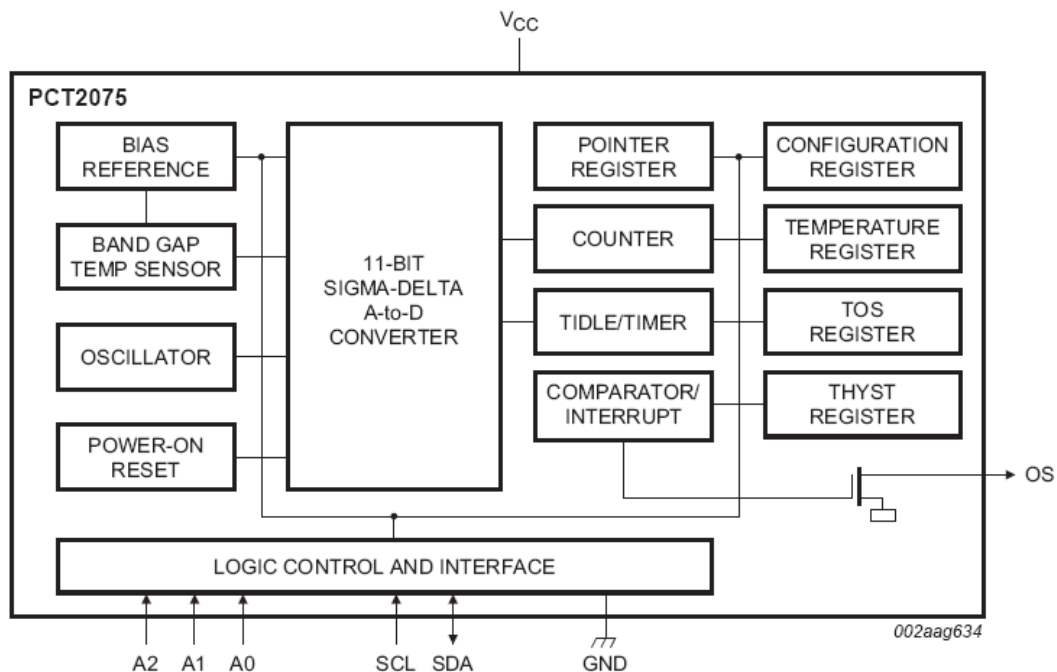 VCC
PCT2075
BIAS
REFERENCE
BAND GAP
TEMP SENSOR
OSCILLATOR
POWER-ON
RESET
11-BIT
SIGMA-DELTA
A-to-D
CONVERTER
POINTER
REGISTER
COUNTER
TIDLE/TIMER
COMPARATOR/
INTERRUPT
CONFIGURATION
REGISTER
TEMPERATURE
REGISTER
TOS
REGISTER
THYST
REGISTER
OS
LOGIC CONTROL AND INTERFACE
002aag634
A2 A1 A0 SCL SDA GND